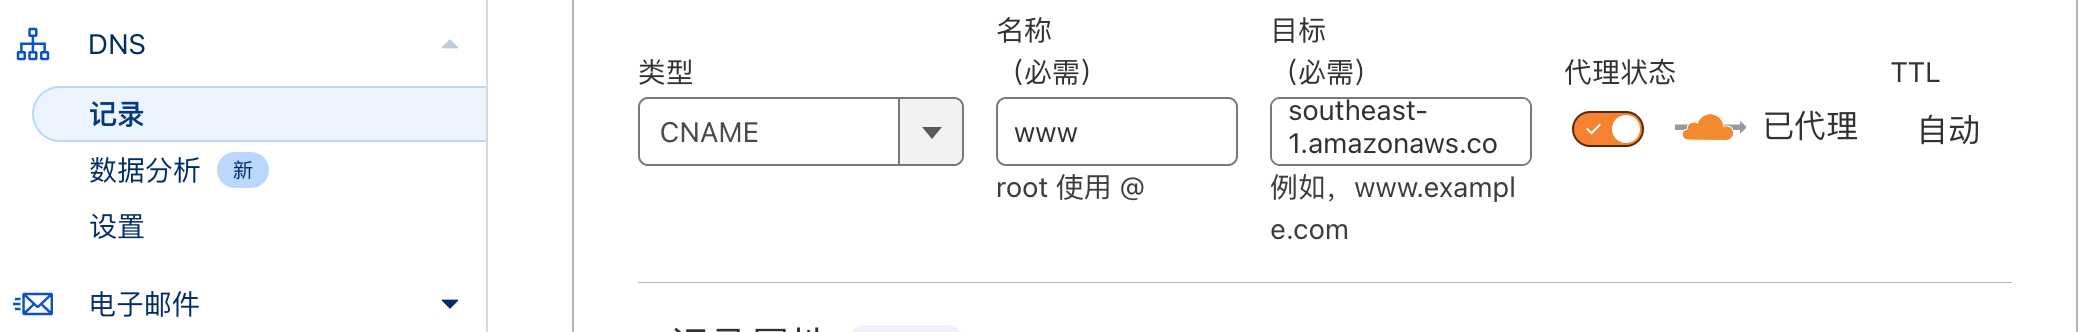 DNS
记录
数据分析 新
设置
电子邮件
类型
名称
（必需）
目标
（必需）
代理状态
TTL
CNAME
www
southeast-
1.amazonaws.co
已代理
自动
root 使用 @
例如，www.exampl
e.com